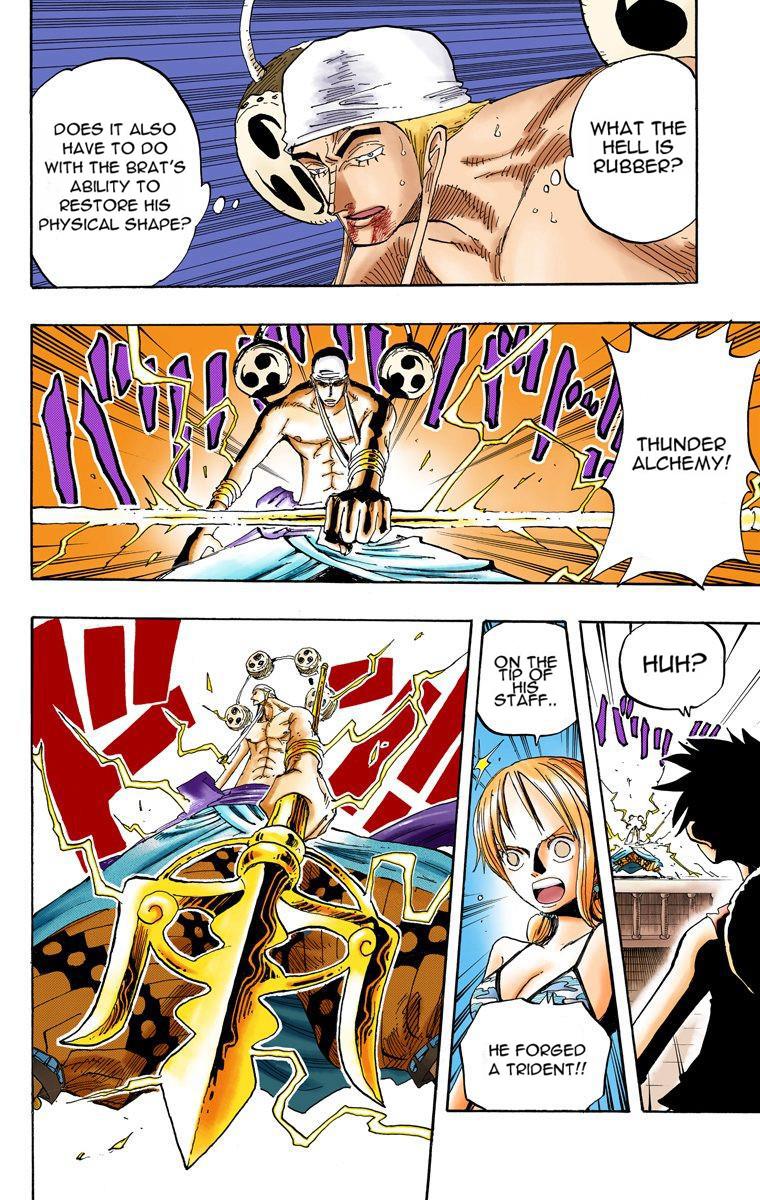 WHAT THE
HELL IS
RUBBER?
DOES IT ALSO
HAVE TO DO
WITH THE BRAT'S
ABILITY TO
RESTORE HIS
PHYSICAL SHAPE?
THUNDER
ALCHEMY!
HUH?
ON THE
TIP OF
HIS
STAFF..
HE FORGED
A TRIDENT!!